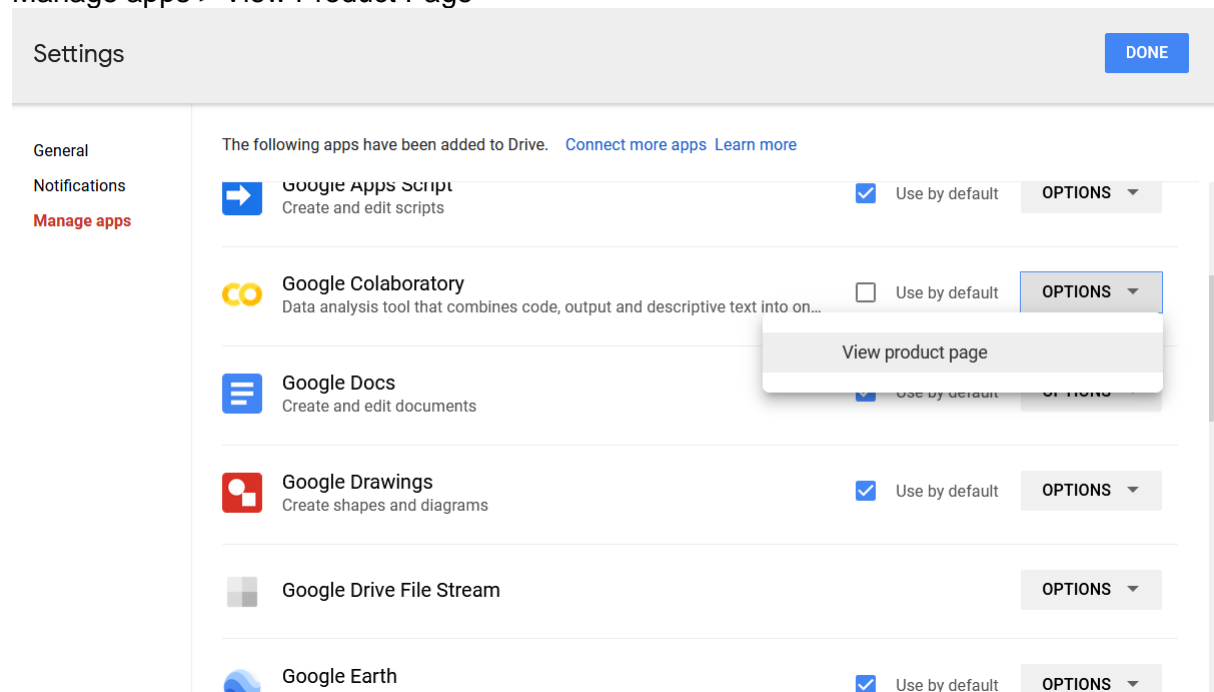 Manage apps > View Product Page
Settings
DONE
General
Notifications
Manage apps
The following apps have been added to Drive. Connect more apps Learn more
Google Apps Script
Create and edit scripts
Use by default
OPTIONS
Google Colaboratory
Data analysis tool that combines code, output and descriptive text into on...
Use by default
OPTIONS
View product page
Google Docs
Create and edit documents
Use by default
OPTIONS
Google Drawings
Create shapes and diagrams
Use by default
OPTIONS
Google Drive File Stream
OPTIONS
Google Earth
Use by default
OPTIONS